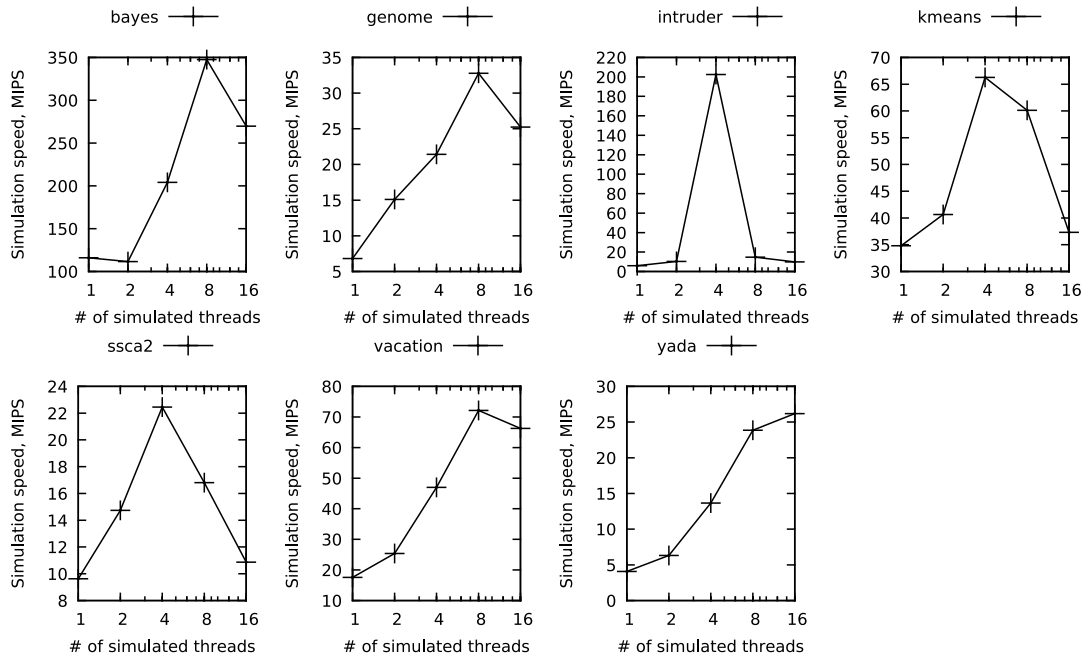 bayes
Simulation speed, MIPS
350
300
250
200
150
100
1 2 4 8 16
# of simulated threads
genome
Simulation speed, MIPS
35
30
25
20
15
10
5
1 2 4 8 16
# of simulated threads
intruder
Simulation speed, MIPS
220
200
180
160
140
120
100
80
60
40
20
0
1 2 4 8 16
# of simulated threads
kmeans
Simulation speed, MIPS
70
65
60
55
50
45
40
35
30
1 2 4 8 16
# of simulated threads
ssca2
Simulation speed, MIPS
24
22
20
18
16
14
12
10
8
1 2 4 8 16
# of simulated threads
vacation
Simulation speed, MIPS
80
70
60
50
40
30
20
10
1 2 4 8 16
# of simulated threads
yada
Simulation speed, MIPS
30
25
20
15
10
5
0
1 2 4 8 16
# of simulated threads